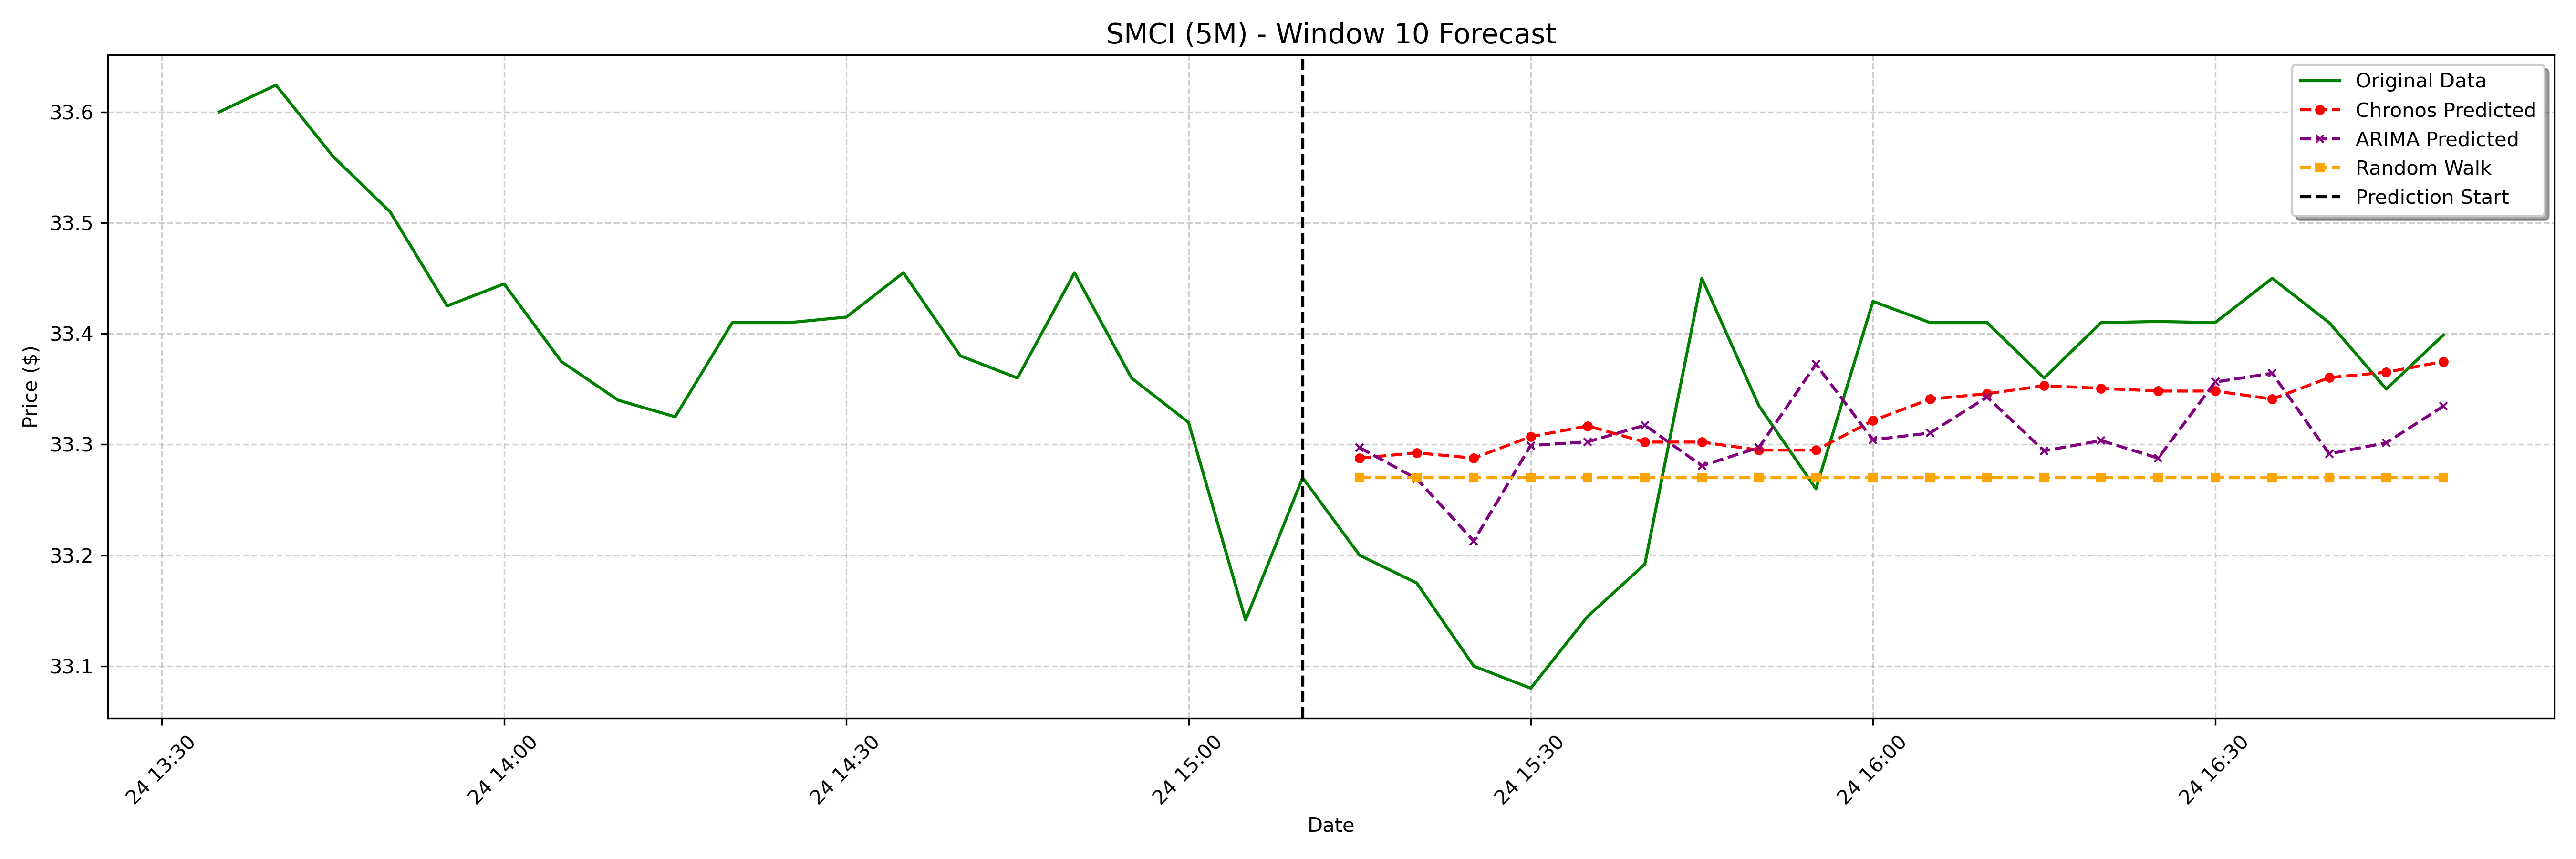 SMCI (5M) - Window 10 Forecast
Original Data
Chronos Predicted
ARIMA Predicted
Random Walk
Prediction Start
33.6
33.5
33.4
33.3
33.2
33.1
Price ($)
24 13:30
24 14:00
24 14:30
24 15:00
24 15:30
24 16:00
24 16:30
Date